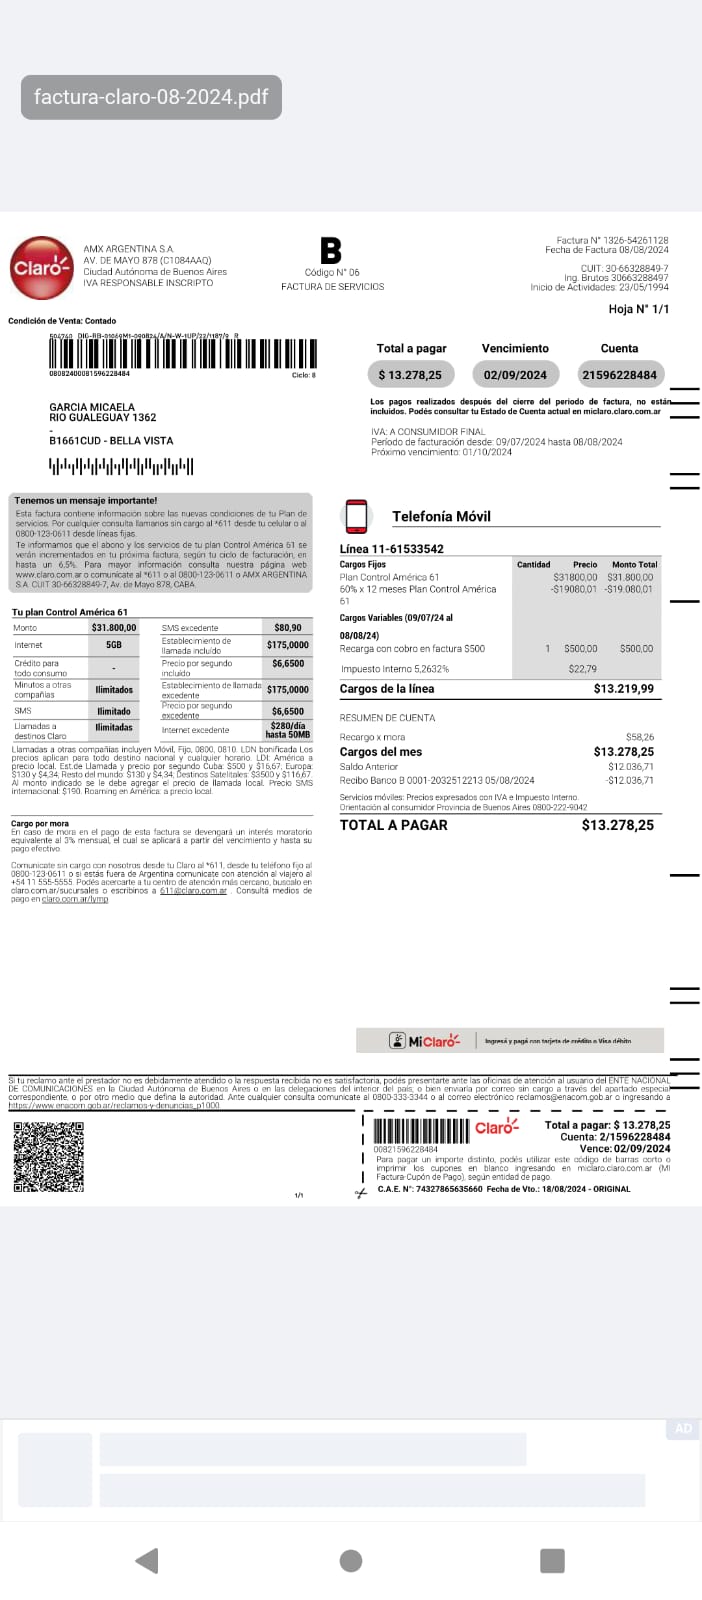 factura-claro-08-2024.pdf
Claro-
AMX ARGENTINA S.A.
AV. DE MAYO 878 (C1084AAQ)
Ciudad Autónoma de Buenos Aires
IVA RESPONSABLE INSCRIPTO
B
Código N° 06
FACTURA DE SERVICIOS
Factura N° 1326-54261128
Fecha de Factura 08/08/2024
CUIT: 30-66328849-7
Ing. Brutos 30663288497
Inicio de Actividades: 23/05/1994
Hoja N° 1/1
Condición de Venta: Contado
08082400081596228484
Ciclo: 8
GARCIA MICAELA
RIO GUALEGUAY 1362
-
B1661CUD - BELLA VISTA
Total a pagar Vencimiento Cuenta
$ 13.278,25 02/09/2024 21596228484
Los pagos realizados después del cierre del periodo de factura, no están
incluidos. Podés consultar tu Estado de Cuenta actual en miclaro.claro.com.ar
IVA: A CONSUMIDOR FINAL
Período de facturación desde: 09/07/2024 hasta 08/08/2024
Próximo vencimiento: 01/10/2024
Tenemos un mensaje importante!
Esta factura contiene información sobre las nuevas condiciones de tu Plan de
servicios. Por cualquier consulta llamarios sin cargo al *611 desde tu celular o al
0800-123-0611 desde líneas fijas.
Te informamos que el abono y los servicios de tu plan Control América 61 se
verán incrementados en tu próxima factura, según tu ciclo de facturación, en
hasta un 6,5%. Para mayor información consulta nuestra página web
www.claro.com.ar o comunícate al *611 o al 0800-123-0611 o AMX ARGENTINA
S.A. CUIT 30-66328849-7, Av. de Mayo 878, CABA.
Tu plan Control América 61
Monto $31.800,00 SMS excedente $80,90
Internet 5GB Establecimiento de llamada incluído $175,0000
Crédito para todo consumo - Precio por segundo incluído $6,6500
Minutos a otras compañías Ilimitados Establecimiento de llamada excedente $175,0000
SMS Ilimitado Precio por segundo excedente $6,6500
Llamadas a destinos Claro Ilimitadas Internet excedente $280/día hasta 50MB
Llamadas a otras compañias incluyen Móvil, Fijo, 0800, 0810. LDN bonificada Los
precios aplican para todo destino nacional y cualquier horario. LDI: América a
precio local. Est.de Llamada y precio por segundo Cuba: $500 y $16,67, Europa:
$130 y $4,34; Resto del mundo: $130 y $4,34; Destinos Satelitales: $3500 y $116,67.
Al monto indicado se le debe agregar el precio de llamada local. Precio SMS
internacional: $190. Roaming en América: a precio local.
Cargo por mora
En caso de mora en el pago de esta factura se devengará un interés moratorio
equivalente al 3% mensual, el cual se aplicará a partir del vencimiento y hasta su
pago efectivo.
Comunicate sin cargo con nosotros desde tu Claro al *611, desde tu teléfono fijo al
0800-123-0611 o si estás fuera de Argentina comunicate con atención al viajero al
+54 11 555-5555. Podés acercarte a tu centro de atención más cercano, buscalo en
claro.com.ar/sucursales o escribinos a 611@claro.com.ar . Consultá medios de
pago en claro.com.ar/lymp
Telefonía Móvil
Línea 11-61533542
Cargos Fijos Cantidad Precio Monto Total
Plan Control América 61 $31800,00 $31.800,00
60% x 12 meses Plan Control América -$19080,01 -$19.080,01
61
Cargos Variables (09/07/24 al
08/08/24)
Recarga con cobro en factura $500 1 $500,00 $500,00
Impuesto Interno 5,2632% $22,79
Cargos de la línea $13.219,99
RESUMEN DE CUENTA
Recargo x mora $58,26
Cargos del mes $13.278,25
Saldo Anterior $12.036,71
Recibo Banco B 0001-2032512213 05/08/2024 -$12.036,71
Servicios móviles: Precios expresados con IVA e Impuesto Interno.
Orientación al consumidor Provincia de Buenos Aires 0800-222-9042
TOTAL A PAGAR $13.278,25
Mi Claro-
Ingresá y pagá con tarjeta de crédito o Visa débito
Si tu reclamo ante el prestador no es debidamente atendido o la respuesta recibida no es satisfactoria, podés presentarte ante las oficinas de atención al usuario del ENTE NACIONAL
DE COMUNICACIONES en la Ciudad Autónoma de Buenos Aires o en las delegaciones del interior del país; o bien enviarla por correo sin cargo a través del apartado especial
correspondiente, o por otro medio que defina la autoridad. Ante cualquier consulta comunicate al 0800-333-3344 o al correo electrónico reclamos@enacom.gob.ar o ingresando a
https://www.enacom.gob.ar/reclamos-y-denuncias_p1000.
00821596228484
Claro-
Total a pagar: $ 13.278,25
Cuenta: 2/1596228484
Vence: 02/09/2024
Para pagar un importe distinto, podés utilizar este código de barras corto o
imprimir los cupones en blanco ingresando en miclaro.claro.com.ar (MI
Factura-Cupón de Pago), según entidad de pago.
C.A.E. N°: 74327865635660 Fecha de Vto.: 18/08/2024 - ORIGINAL
1/1
AD